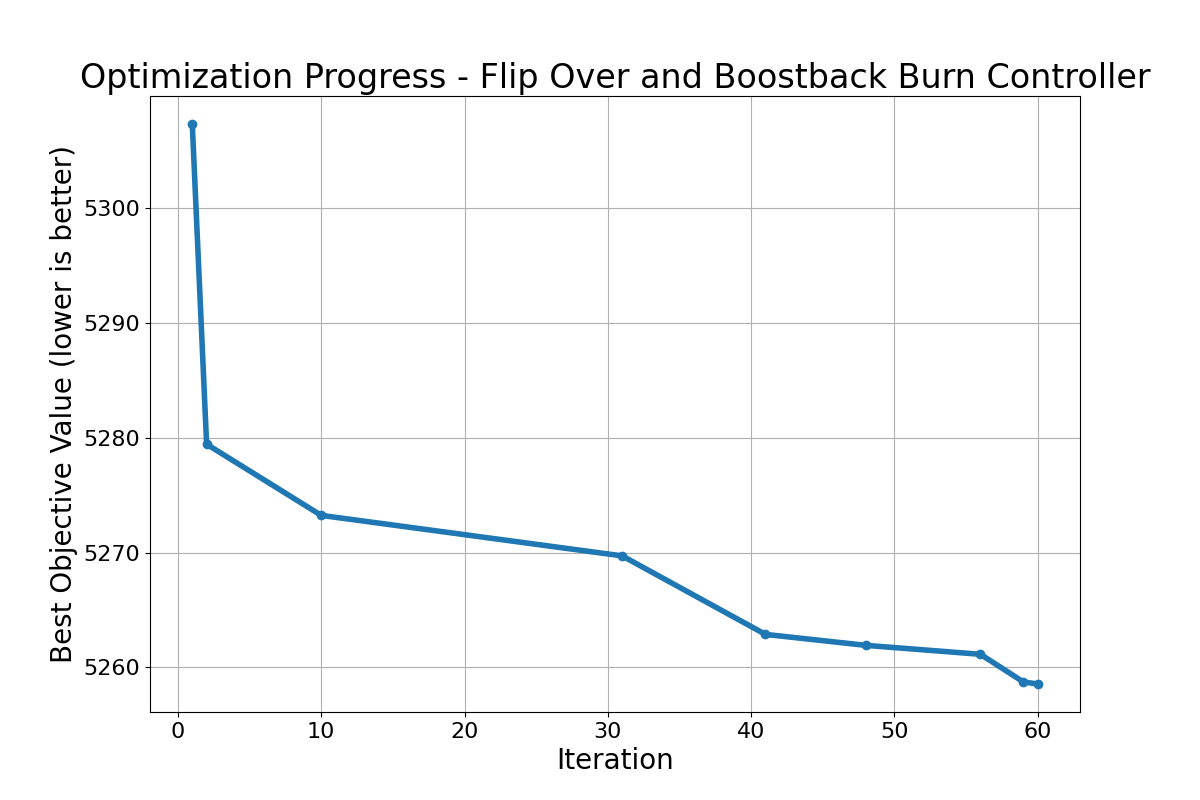 Optimization Progress - Flip Over and Boostback Burn Controller
Best Objective Value (lower is better)
5300
5290
5280
5270
5260
0 10 20 30 40 50 60
Iteration